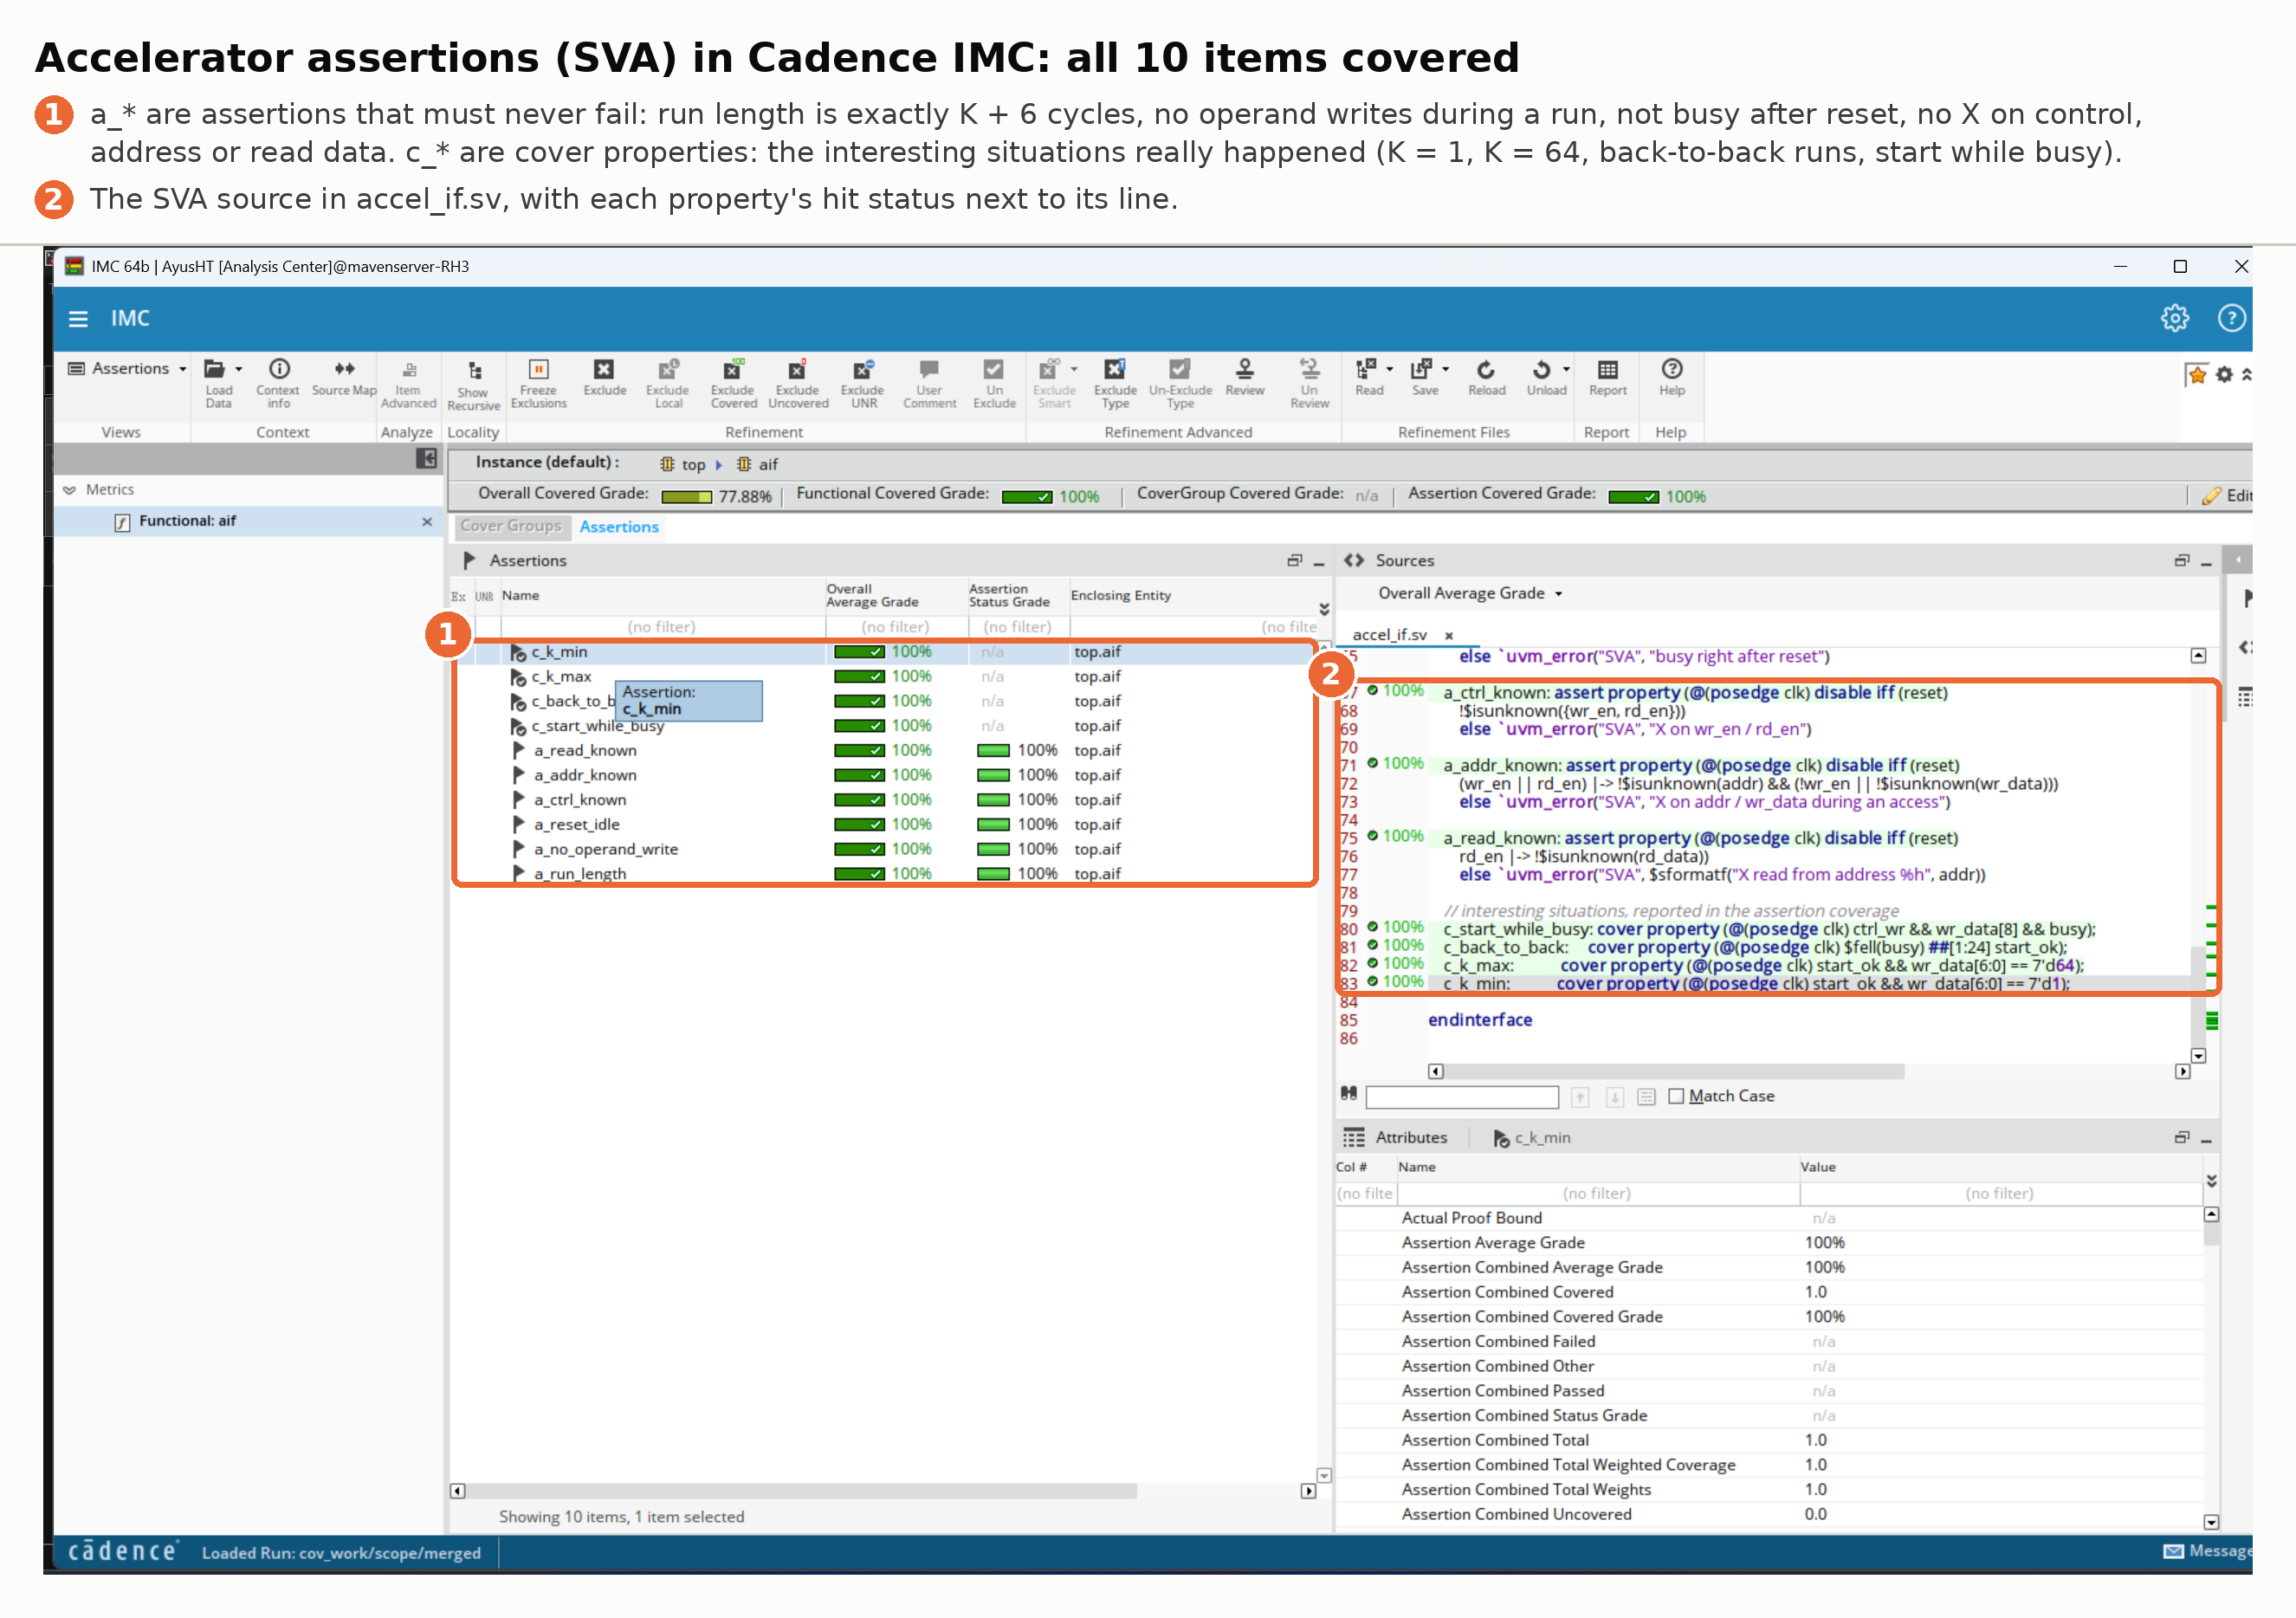 Accelerator assertions (SVA) in Cadence IMC: all 10 items covered
1 a_* are assertions that must never fail: run length is exactly K + 6 cycles, no operand writes during a run, not busy after reset, no X on control,
address or read data. c_* are cover properties: the interesting situations really happened (K = 1, K = 64, back-to-back runs, start while busy).
2 The SVA source in accel_if.sv, with each property's hit status next to its line.
IMC 64b | AyusHT [Analysis Center]@mavenserver-RH3
IMC
Assertions
Load Data
Context info
Source Map
Item Advanced
Show Recursive
Freeze Exclusions
Exclude
Exclude Local
Exclude Covered
Exclude Uncovered
Exclude UNR
User Comment
Un Exclude
Exclude Smart
Exclude Type
Un-Exclude Type
Review
Un Review
Read
Save
Reload
Unload
Report
Help
Views Context Analyze Locality Refinement Refinement Advanced Refinement Files Report Help
Metrics
Functional: aif
Instance (default) : top aif
Overall Covered Grade: 77.88% Functional Covered Grade: 100% CoverGroup Covered Grade: n/a Assertion Covered Grade: 100% Edit
Cover Groups Assertions
Assertions
Ex UNR Name Overall Average Grade Assertion Status Grade Enclosing Entity
(no filter) (no filter) (no filter) (no filte
1
c_k_min 100% n/a top.aif
c_k_max 100% n/a top.aif
c_back_to_b 100% n/a top.aif
c_start_while_busy 100% n/a top.aif
Assertion:
c_k_min
a_read_known 100% 100% top.aif
a_addr_known 100% 100% top.aif
a_ctrl_known 100% 100% top.aif
a_reset_idle 100% 100% top.aif
a_no_operand_write 100% 100% top.aif
a_run_length 100% 100% top.aif
Showing 10 items, 1 item selected
Sources
Overall Average Grade
accel_if.sv
2
5 else `uvm_error("SVA", "busy right after reset")
7 100% a_ctrl_known: assert property (@(posedge clk) disable iff (reset)
68 !$isunknown({wr_en, rd_en}))
69 else `uvm_error("SVA", "X on wr_en / rd_en")
70
71 100% a_addr_known: assert property (@(posedge clk) disable iff (reset)
72 (wr_en || rd_en) |-> !$isunknown(addr) && (!wr_en || !$isunknown(wr_data)))
73 else `uvm_error("SVA", "X on addr / wr_data during an access")
74
75 100% a_read_known: assert property (@(posedge clk) disable iff (reset)
76 rd_en |-> !$isunknown(rd_data))
77 else `uvm_error("SVA", $sformatf("X read from address %h", addr))
78
79 // interesting situations, reported in the assertion coverage
80 100% c_start_while_busy: cover property (@(posedge clk) ctrl_wr && wr_data[8] && busy);
81 100% c_back_to_back: cover property (@(posedge clk) $fell(busy) ##[1:24] start_ok);
82 100% c_k_max: cover property (@(posedge clk) start_ok && wr_data[6:0] == 7'd64);
83 100% c_k_min: cover property (@(posedge clk) start_ok && wr_data[6:0] == 7'd1);
84
85 endinterface
86
Match Case
Attributes c_k_min
Col # Name Value
(no filte (no filter) (no filter)
Actual Proof Bound n/a
Assertion Average Grade 100%
Assertion Combined Average Grade 100%
Assertion Combined Covered 1.0
Assertion Combined Covered Grade 100%
Assertion Combined Failed n/a
Assertion Combined Other n/a
Assertion Combined Passed n/a
Assertion Combined Status Grade n/a
Assertion Combined Total 1.0
Assertion Combined Total Weighted Coverage 1.0
Assertion Combined Total Weights 1.0
Assertion Combined Uncovered 0.0
cādence Loaded Run: cov_work/scope/merged Message